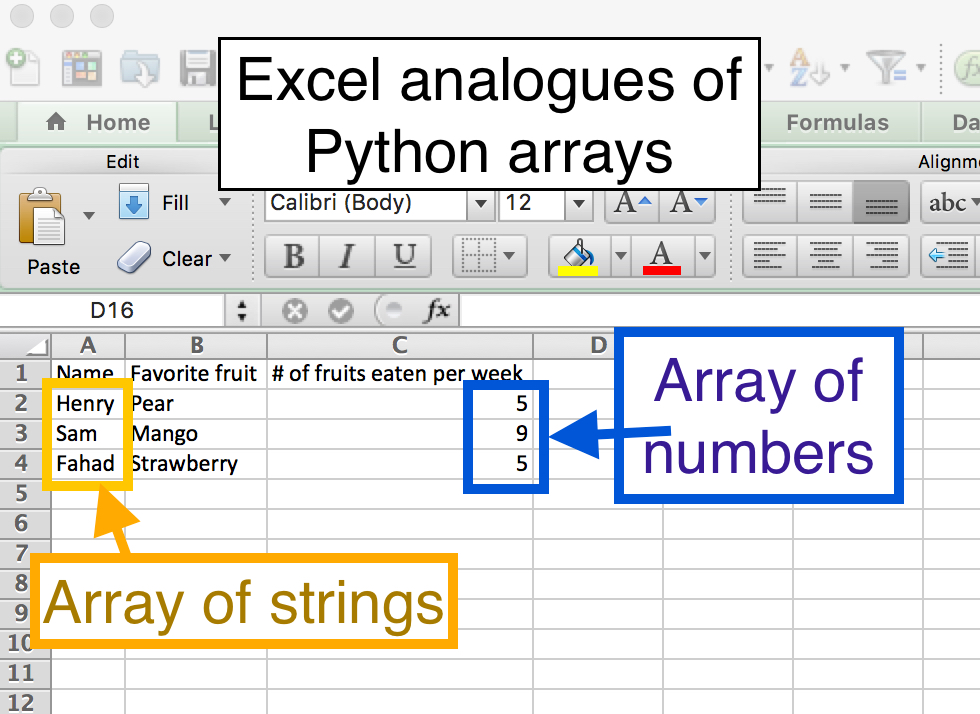 Excel analogues of
Python arrays
Home
L
Formulas
Da
Edit
Alignm
Paste
Fill
Clear
Calibri (Body)
12
A A
abc
B I U
A
D16
fx
A B C D
1 Name Favorite fruit # of fruits eaten per week
2 Henry Pear 5
3 Sam Mango 9
4 Fahad Strawberry 5
5
6
7
8
9
10
11
12
Array of
numbers
Array of strings